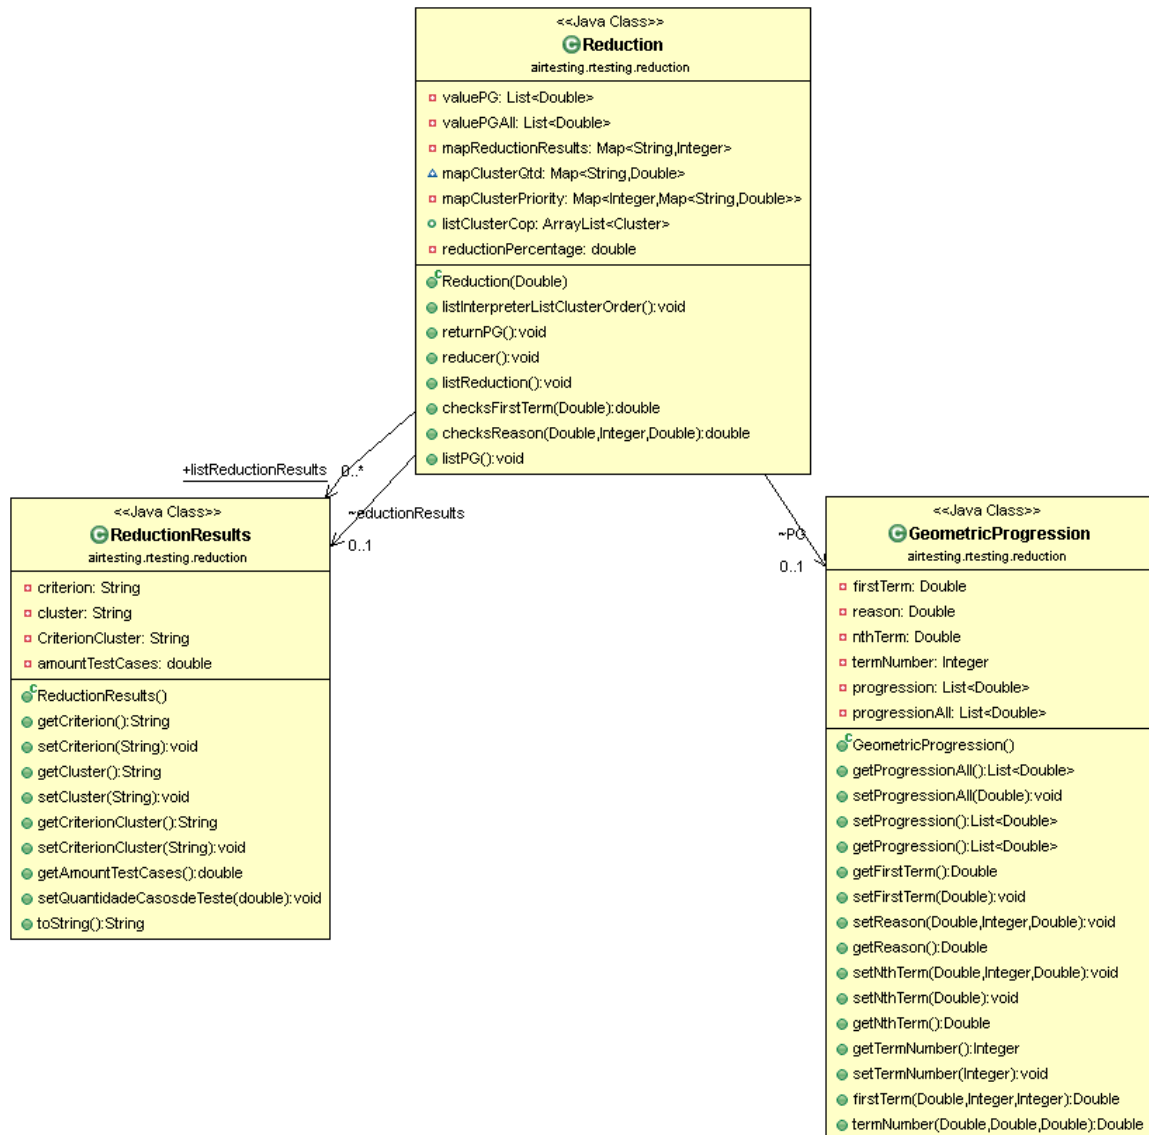 <<Java Class>>
Reduction
airtesting.rtesting.reduction
valuePG: List<Double>
valuePGAll: List<Double>
mapReductionResults: Map<String,Integer>
mapClusterQtd: Map<String,Double>
mapClusterPriority: Map<Integer,Map<String,Double>>
listClusterCop: ArrayList<Cluster>
reductionPercentage: double
Reduction(Double)
listInterpreterListClusterOrder():void
returnPG():void
reducer():void
listReduction():void
checksFirstTerm(Double):double
checksReason(Double,Integer,Double):double
listPG():void
+listReductionResults
0..*
~eductionResults
0..1
~PG
0..1
<<Java Class>>
ReductionResults
airtesting.rtesting.reduction
criterion: String
cluster: String
CriterionCluster: String
amountTestCases: double
ReductionResults()
getCriterion():String
setCriterion(String):void
getCluster():String
setCluster(String):void
getCriterionCluster():String
setCriterionCluster(String):void
getAmountTestCases():double
setQuantidadeCasosdeTeste(double):void
toString():String
<<Java Class>>
GeometricProgression
airtesting.rtesting.reduction
firstTerm: Double
reason: Double
nthTerm: Double
termNumber: Integer
progression: List<Double>
progressionAll: List<Double>
GeometricProgression()
getProgressionAll():List<Double>
setProgressionAll(Double):void
setProgression():List<Double>
getProgression():List<Double>
getFirstTerm():Double
setFirstTerm(Double):void
setReason(Double,Integer,Double):void
getReason():Double
setNthTerm(Double,Integer,Double):void
setNthTerm(Double):void
getNthTerm():Double
getTermNumber():Integer
setTermNumber(Integer):void
firstTerm(Double,Integer,Integer):Double
termNumber(Double,Double,Double):Double